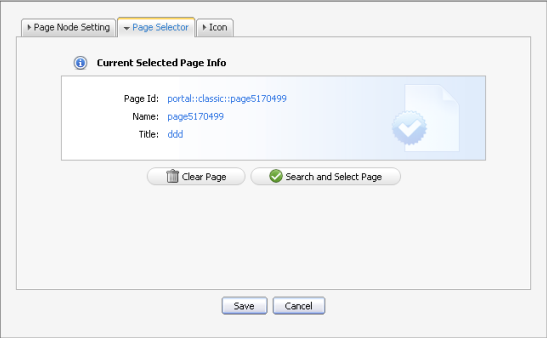 Page Node Setting Page Selector Icon
Current Selected Page Info
Page Id: portal::classic::page5170499
Name: page5170499
Title: ddd
Clear Page Search and Select Page
Save Cancel